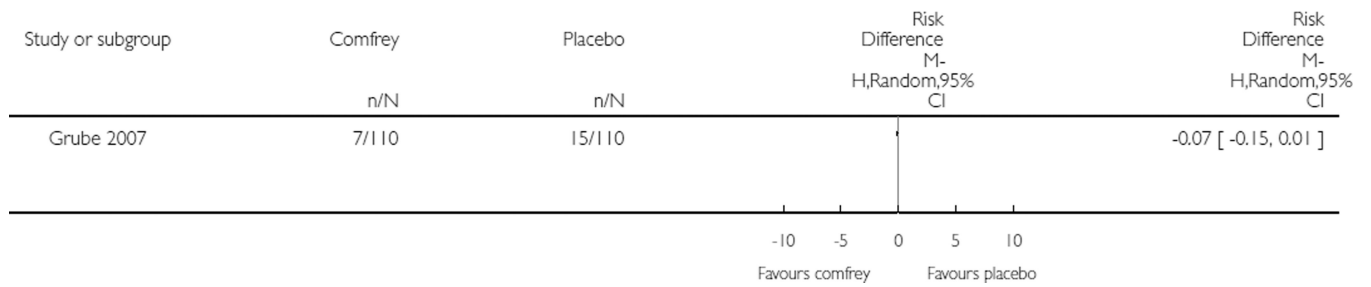 Study or subgroup Comfrey Placebo Risk Difference M-H,Random,95% CI Risk Difference M-H,Random,95% CI
n/N n/N
Grube 2007 7/110 15/110 -0.07 [ -0.15, 0.01 ]
-10 -5 0 5 10
Favours comfrey Favours placebo